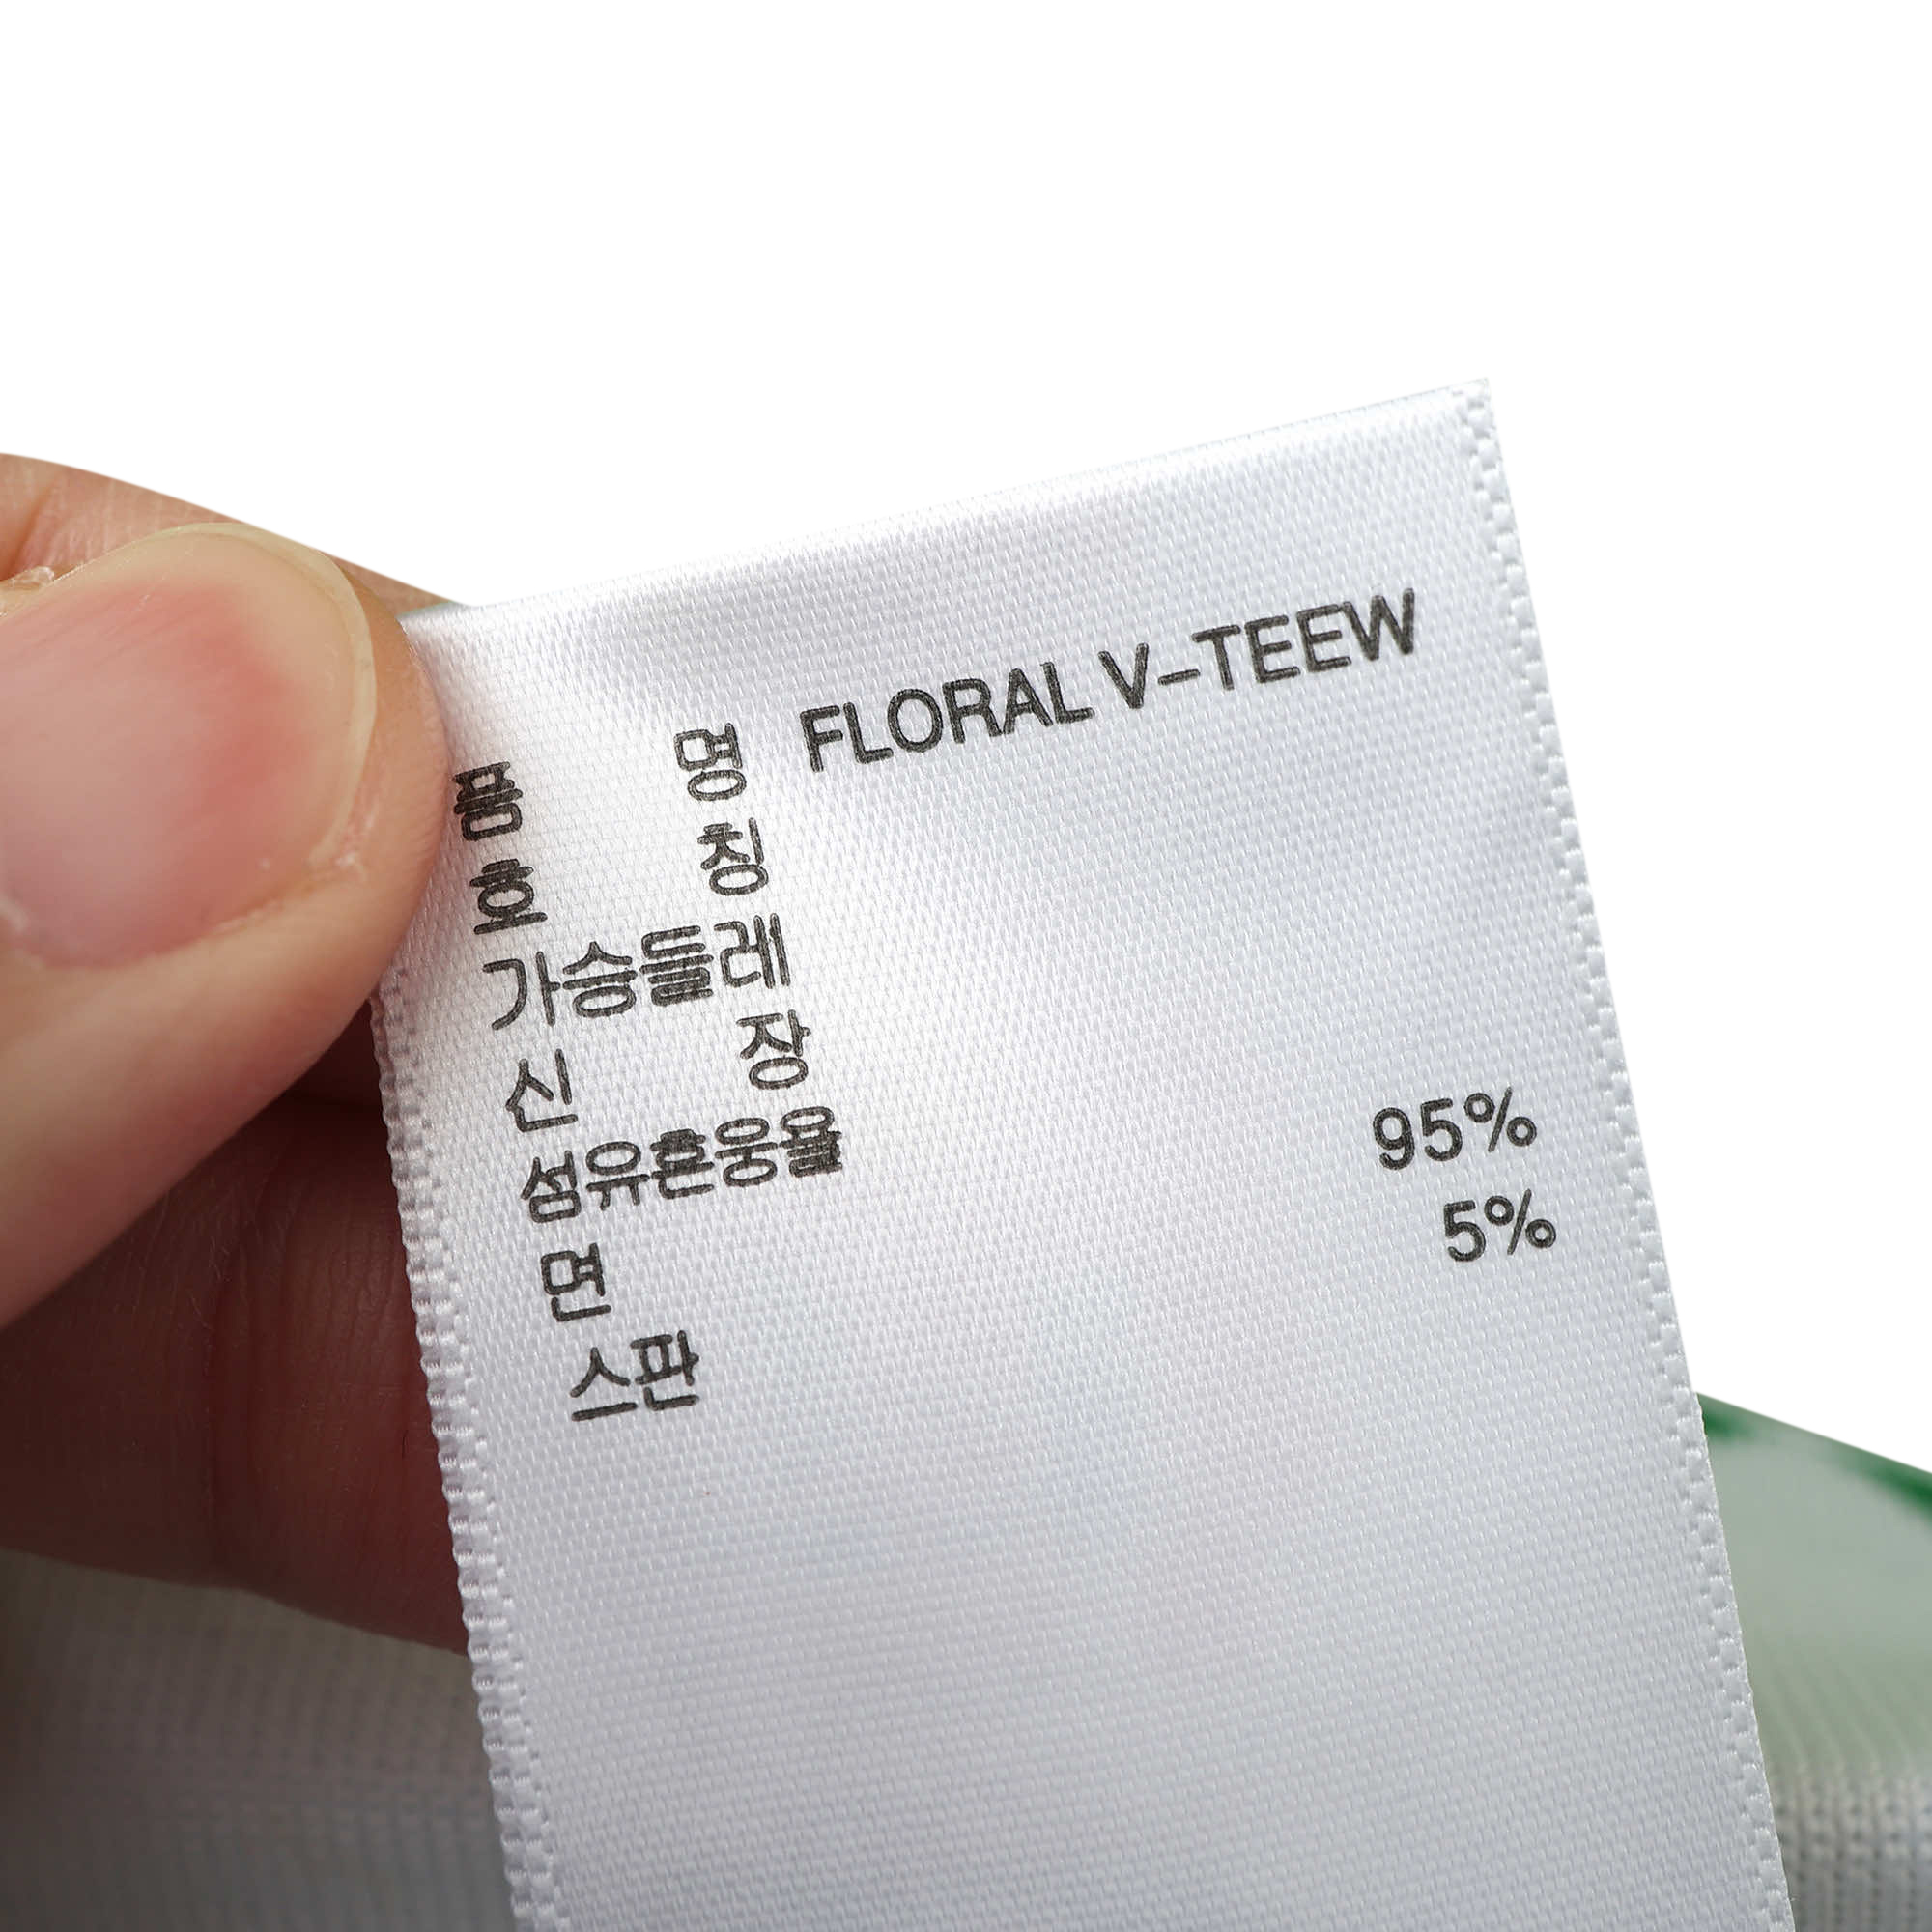 품 명 FLORAL V-TEEW
호 칭
가슴둘레
신 장
섬유혼용율
면 95%
스판 5%